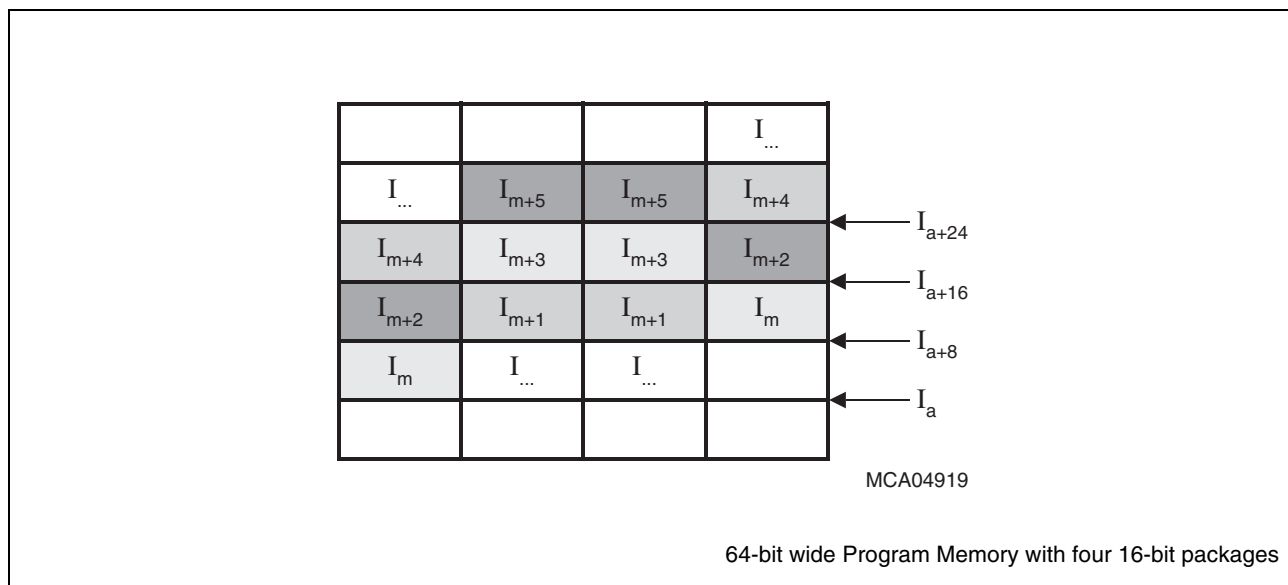 I...
I... Iₘ₊₅ Iₘ₊₅ Iₘ₊₄
Iₐ₊₂₄
Iₘ₊₄ Iₘ₊₃ Iₘ₊₃ Iₘ₊₂
Iₐ₊₁₆
Iₘ₊₂ Iₘ₊₁ Iₘ₊₁ Iₘ
Iₐ₊₈
Iₘ I... I...
Iₐ
MCA04919
64-bit wide Program Memory with four 16-bit packages